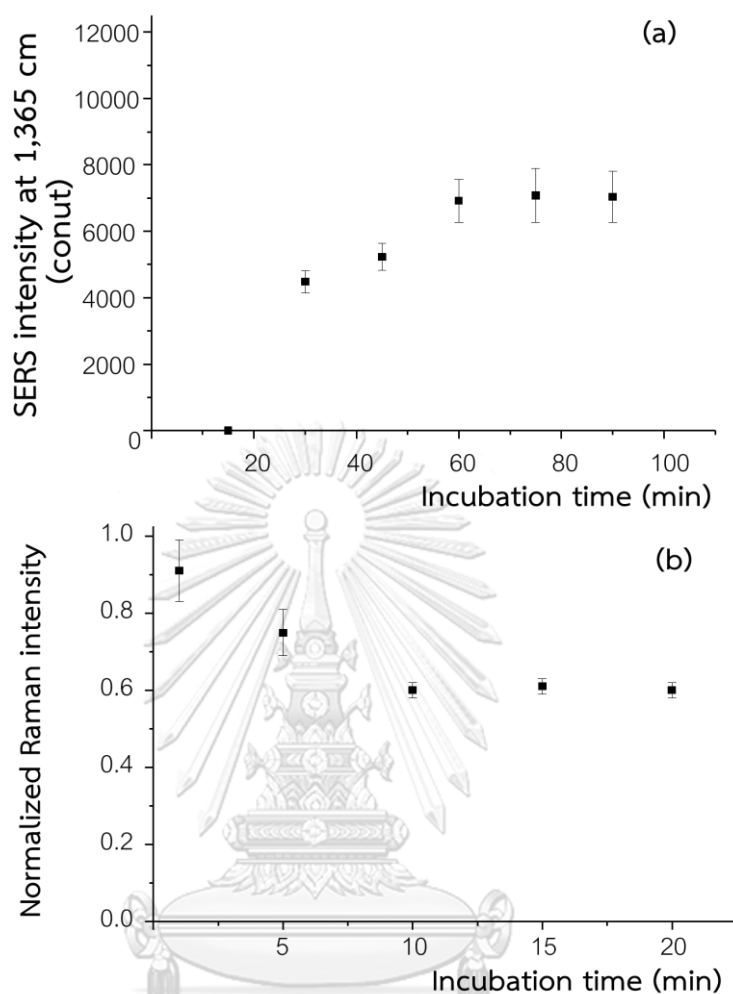 (a)
SERS intensity at 1,365 cm
(conut)
12000
10000
8000
6000
4000
2000
0
20 40 60 80 100
Incubation time (min)
(b)
Normalized Raman intensity
1.0
0.8
0.6
0.4
0.2
0.0
5 10 15 20
Incubation time (min)